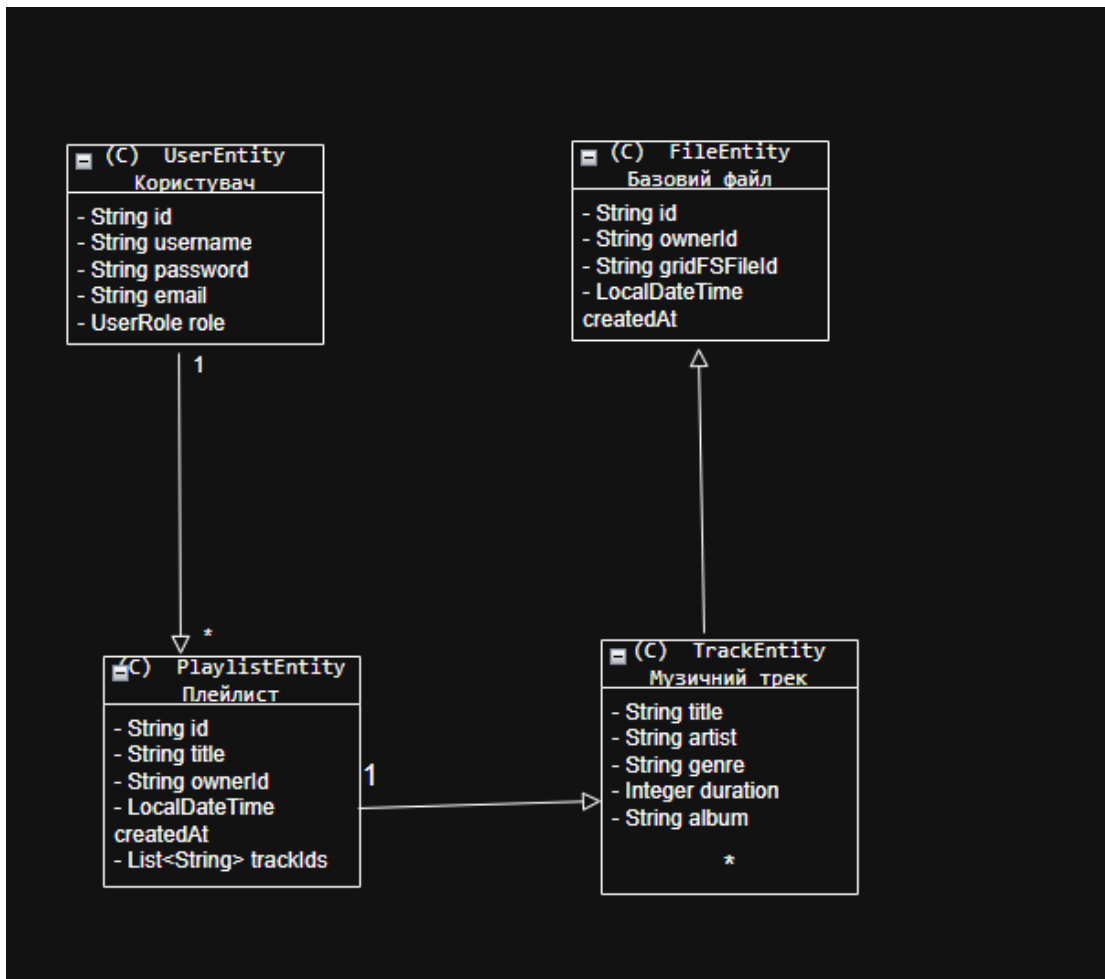 (C) UserEntity
Користувач
- String id
- String username
- String password
- String email
- UserRole role
1
*
(C) FileEntity
Базовий файл
- String id
- String ownerId
- String gridFSFileId
- LocalDateTime
createdAt
(C) PlaylistEntity
Плейлист
- String id
- String title
- String ownerId
- LocalDateTime
createdAt
- List<String> trackIds
1
(C) TrackEntity
Музичний трек
- String title
- String artist
- String genre
- Integer duration
- String album
*